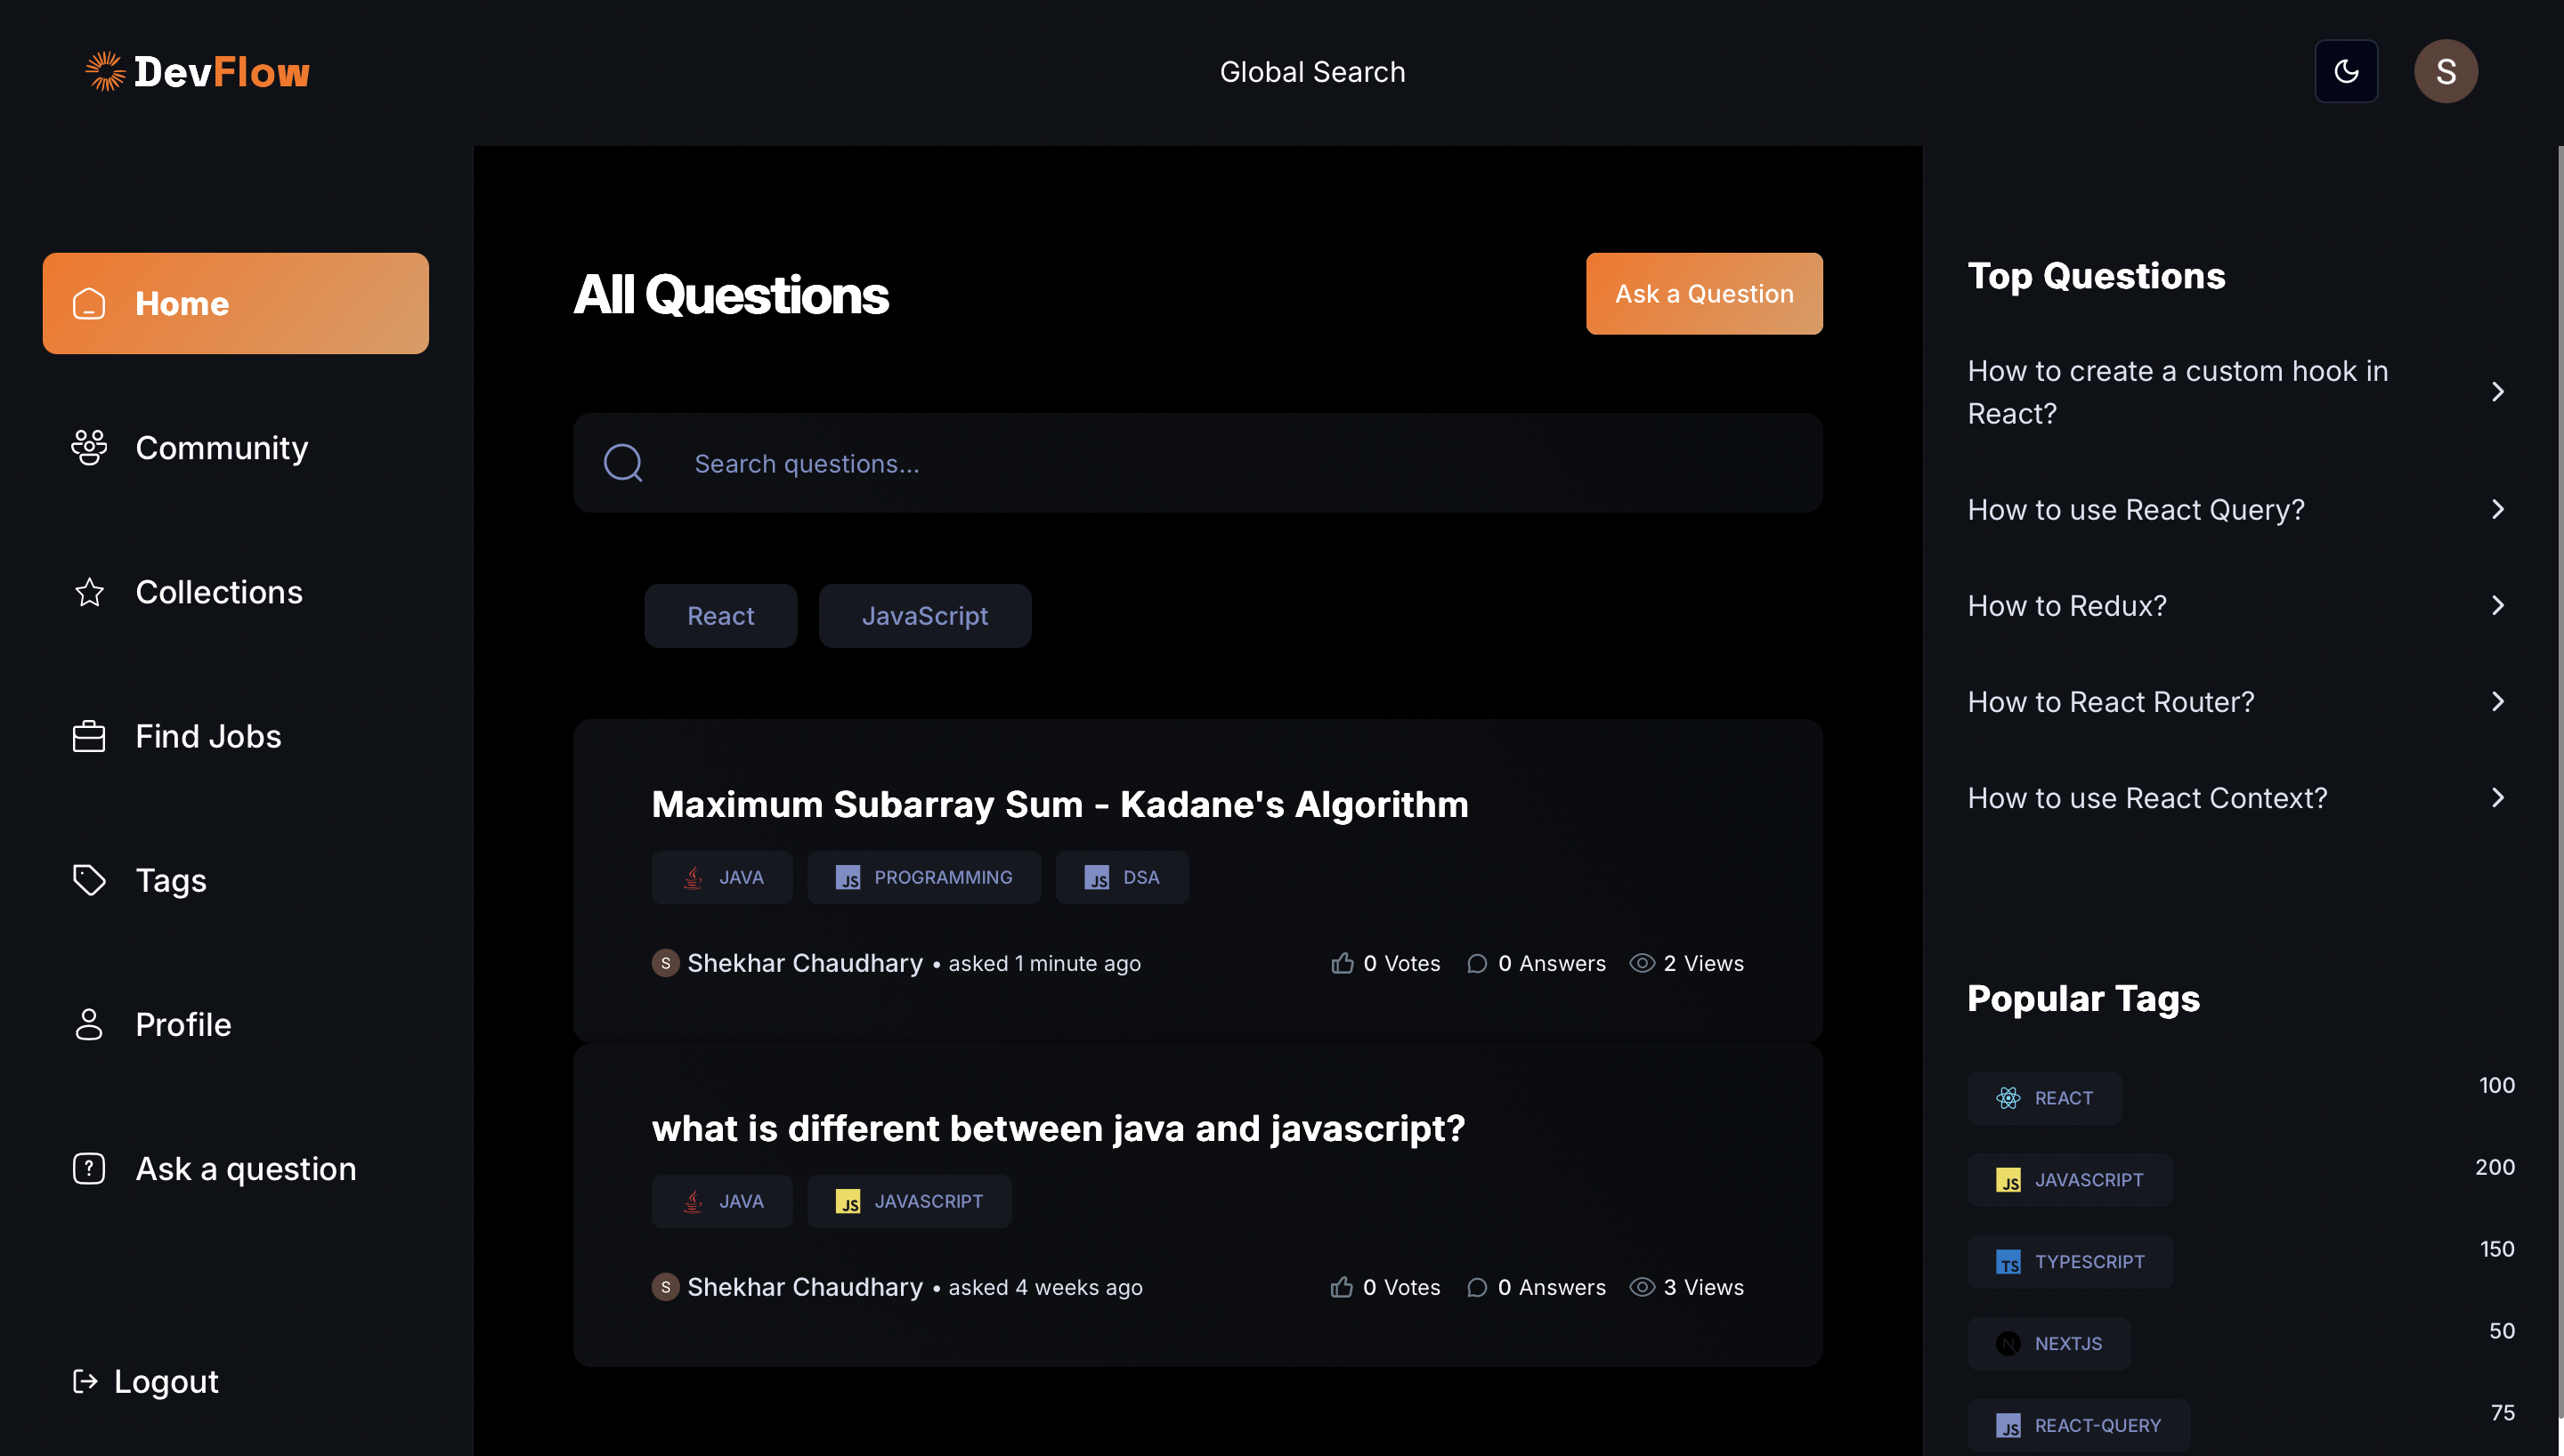 DevFlow
Global Search
S
Home
Community
Collections
Find Jobs
Tags
Profile
Ask a question
Logout
All Questions
Ask a Question
Search questions...
React
JavaScript
Maximum Subarray Sum - Kadane's Algorithm
JS
JAVA
PROGRAMMING
JS
DSA
S
Shekhar Chaudhary • asked 1 minute ago
0 Votes
0 Answers
2 Views
what is different between java and javascript?
JAVA
JS
JAVASCRIPT
S
Shekhar Chaudhary • asked 4 weeks ago
0 Votes
0 Answers
3 Views
Top Questions
How to create a custom hook in
React?
How to use React Query?
How to Redux?
How to React Router?
How to use React Context?
Popular Tags
REACT
100
JS
JAVASCRIPT
200
TS
TYPESCRIPT
150
N
NEXTJS
50
JS
REACT-QUERY
75